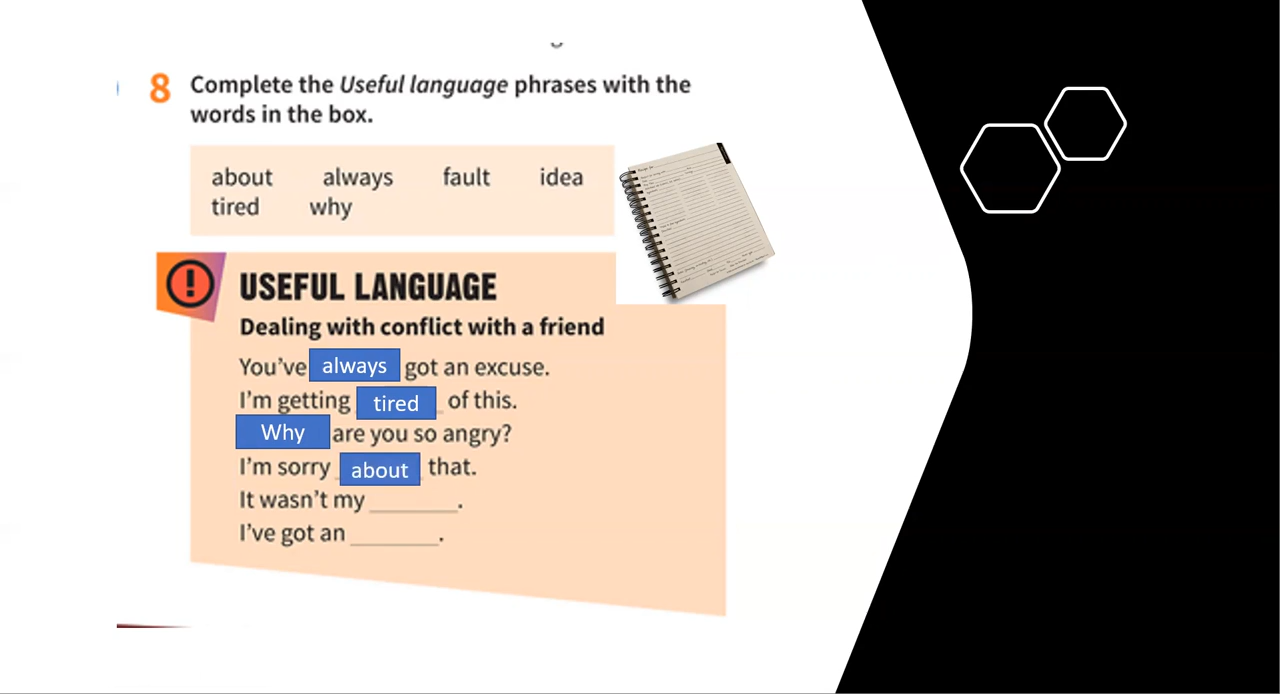 8 Complete the Useful language phrases with the
words in the box.
about always fault idea
tired why
USEFUL LANGUAGE
Dealing with conflict with a friend
You've always got an excuse.
I'm getting tired of this.
Why are you so angry?
I'm sorry about that.
It wasn't my ________.
I've got an ________.